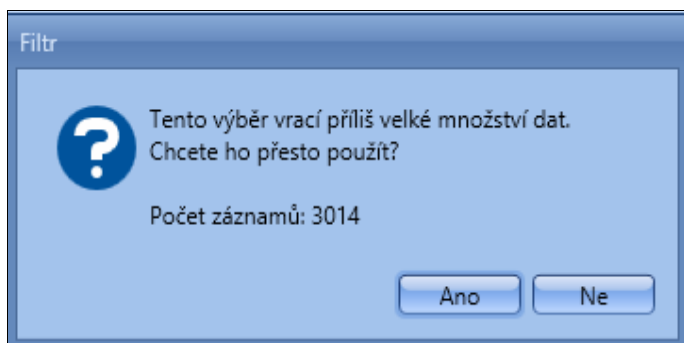 Filtr
Tento výběr vrací příliš velké množství dat.
Chcete ho přesto použít?
Počet záznamů: 3014
Ano
Ne